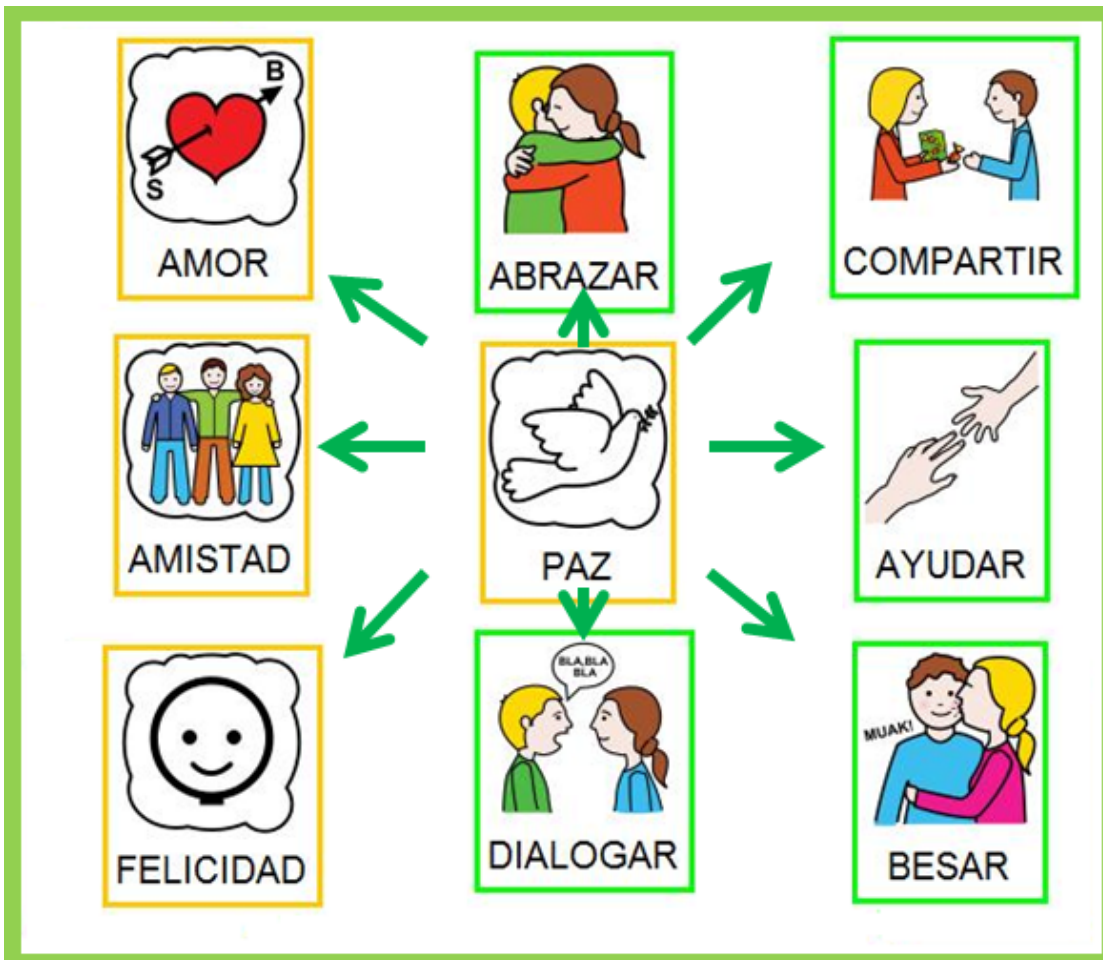 B
S
AMOR
ABRAZAR
COMPARTIR
AMISTAD
PAZ
AYUDAR
FELICIDAD
BLA,BLA
BLA
DIALOGAR
MUAK!
BESAR